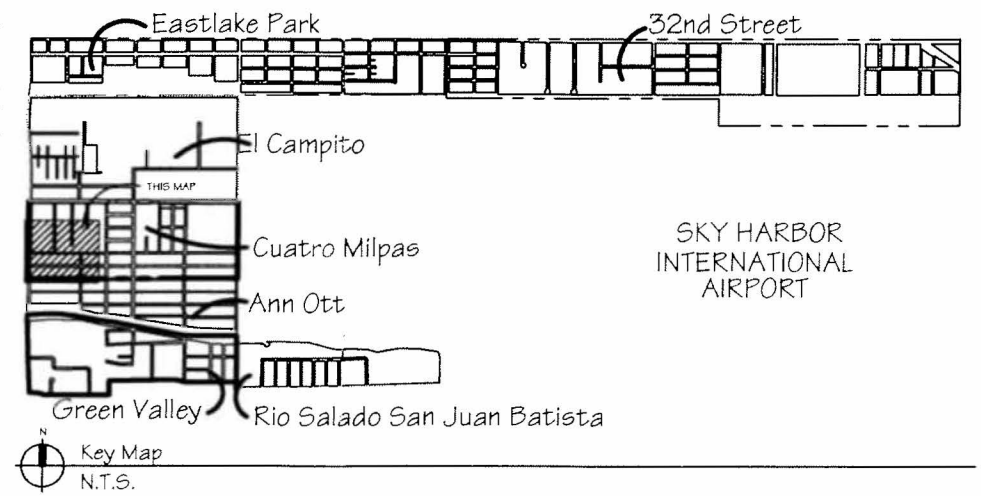 Eastlake Park
32nd Street
El Campito
THIS MAP
Cuatro Milpas
SKY HARBOR
INTERNATIONAL
AIRPORT
Ann Ott
Green Valley
Rio Salado San Juan Batista
N
Key Map
N.T.S.